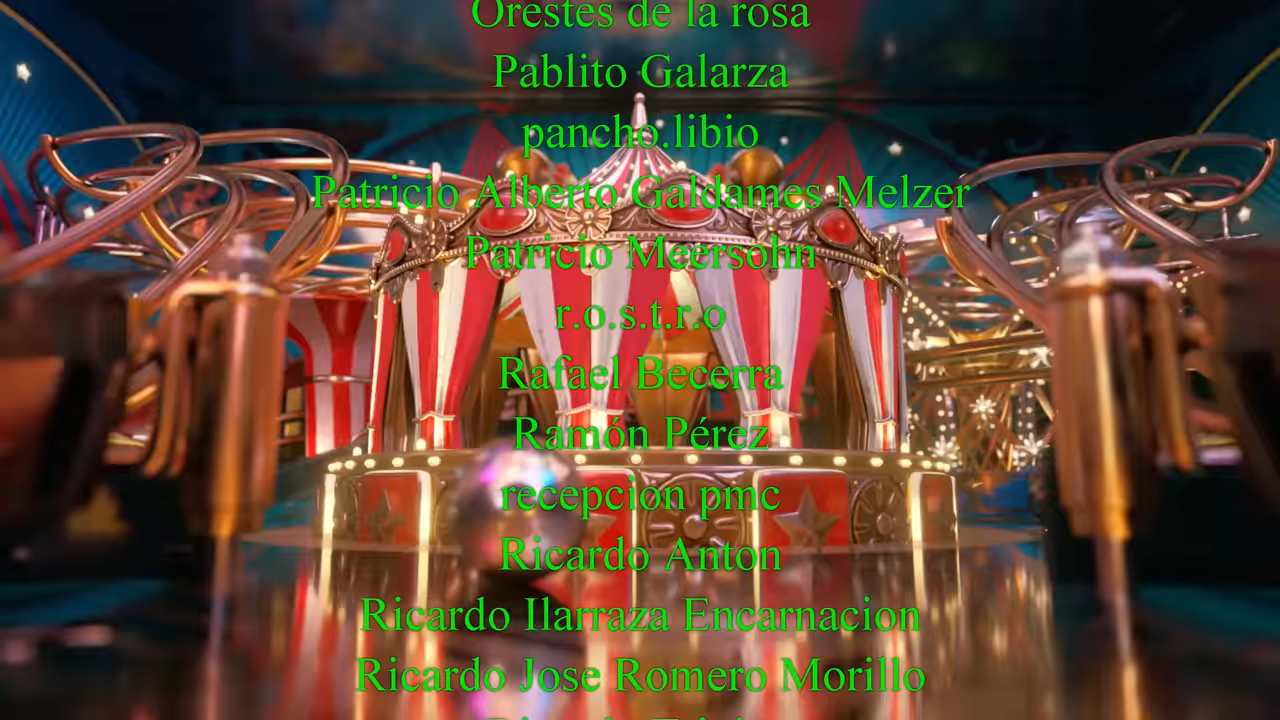 Orestes de la rosa
Pablito Galarza
pancho.libio
Patricio Alberto Galdames Melzer
Patricio Meersohn
r.o.s.t.r.o
Rafael Becerra
Ramón Pérez
recepcion pmc
Ricardo Anton
Ricardo Ilarraza Encarnacion
Ricardo Jose Romero Morillo